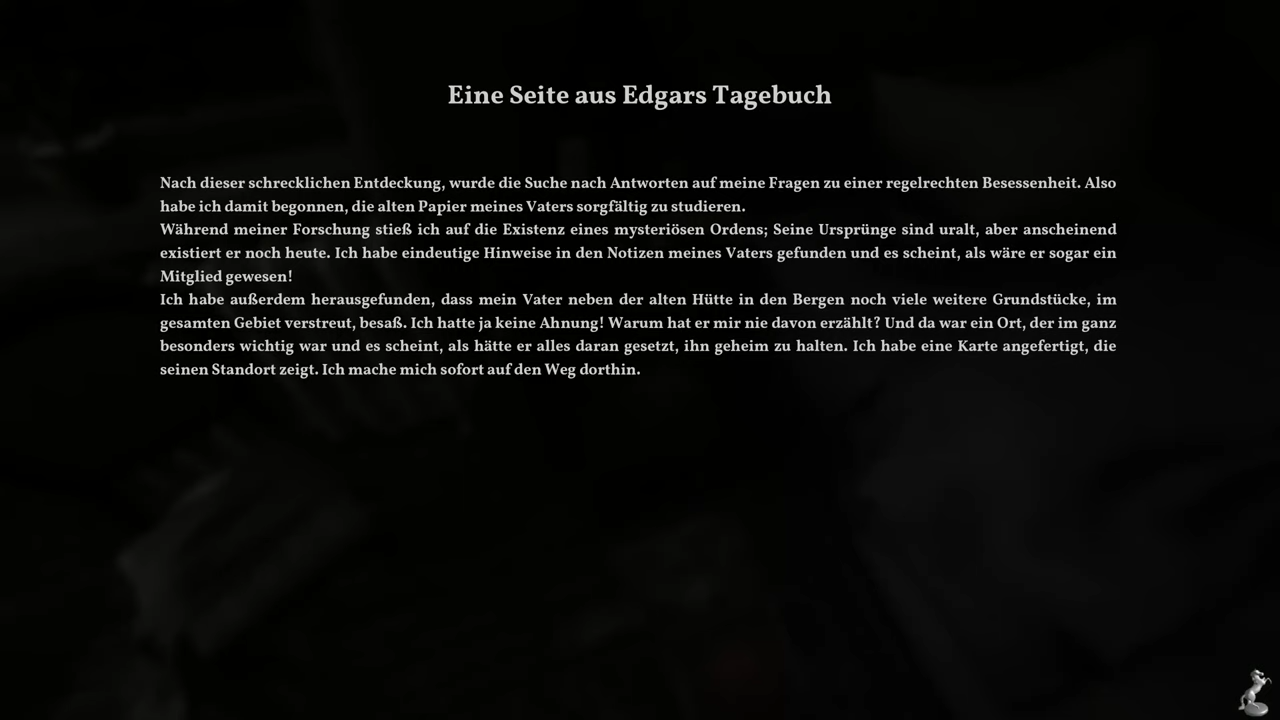 Eine Seite aus Edgars Tagebuch
Nach dieser schrecklichen Entdeckung, wurde die Suche nach Antworten auf meine Fragen zu einer regelrechten Besessenheit. Also
habe ich damit begonnen, die alten Papier meines Vaters sorgfältig zu studieren.
Während meiner Forschung stieß ich auf die Existenz eines mysteriösen Ordens; Seine Ursprünge sind uralt, aber anscheinend
existiert er noch heute. Ich habe eindeutige Hinweise in den Notizen meines Vaters gefunden und es scheint, als wäre er sogar ein
Mitglied gewesen!
Ich habe außerdem herausgefunden, dass mein Vater neben der alten Hütte in den Bergen noch viele weitere Grundstücke, im
gesamten Gebiet verstreut, besaß. Ich hatte ja keine Ahnung! Warum hat er mir nie davon erzählt? Und da war ein Ort, der im ganz
besonders wichtig war und es scheint, als hätte er alles daran gesetzt, ihn geheim zu halten. Ich habe eine Karte angefertigt, die
seinen Standort zeigt. Ich mache mich sofort auf den Weg dorthin.